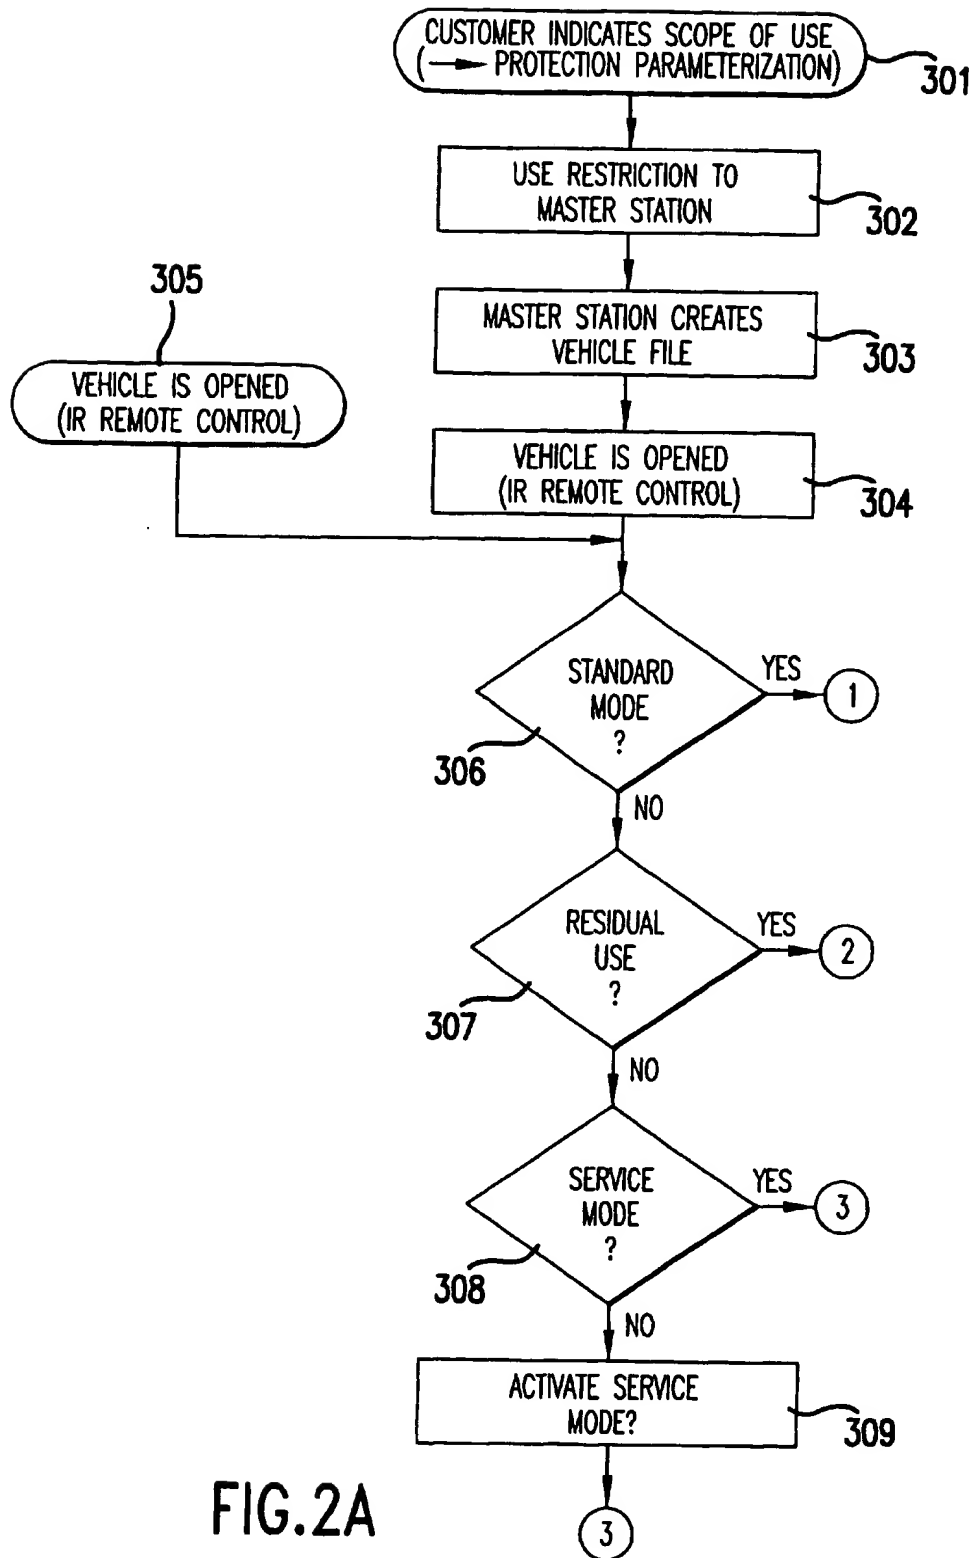 CUSTOMER INDICATES SCOPE OF USE
(→ PROTECTION PARAMETERIZATION)
301
USE RESTRICTION TO
MASTER STATION
302
MASTER STATION CREATES
VEHICLE FILE
303
305
VEHICLE IS OPENED
(IR REMOTE CONTROL)
VEHICLE IS OPENED
(IR REMOTE CONTROL)
304
STANDARD
MODE
?
YES
1
306
NO
RESIDUAL
USE
?
YES
2
307
NO
SERVICE
MODE
?
YES
3
308
NO
ACTIVATE SERVICE
MODE?
309
3
FIG.2A